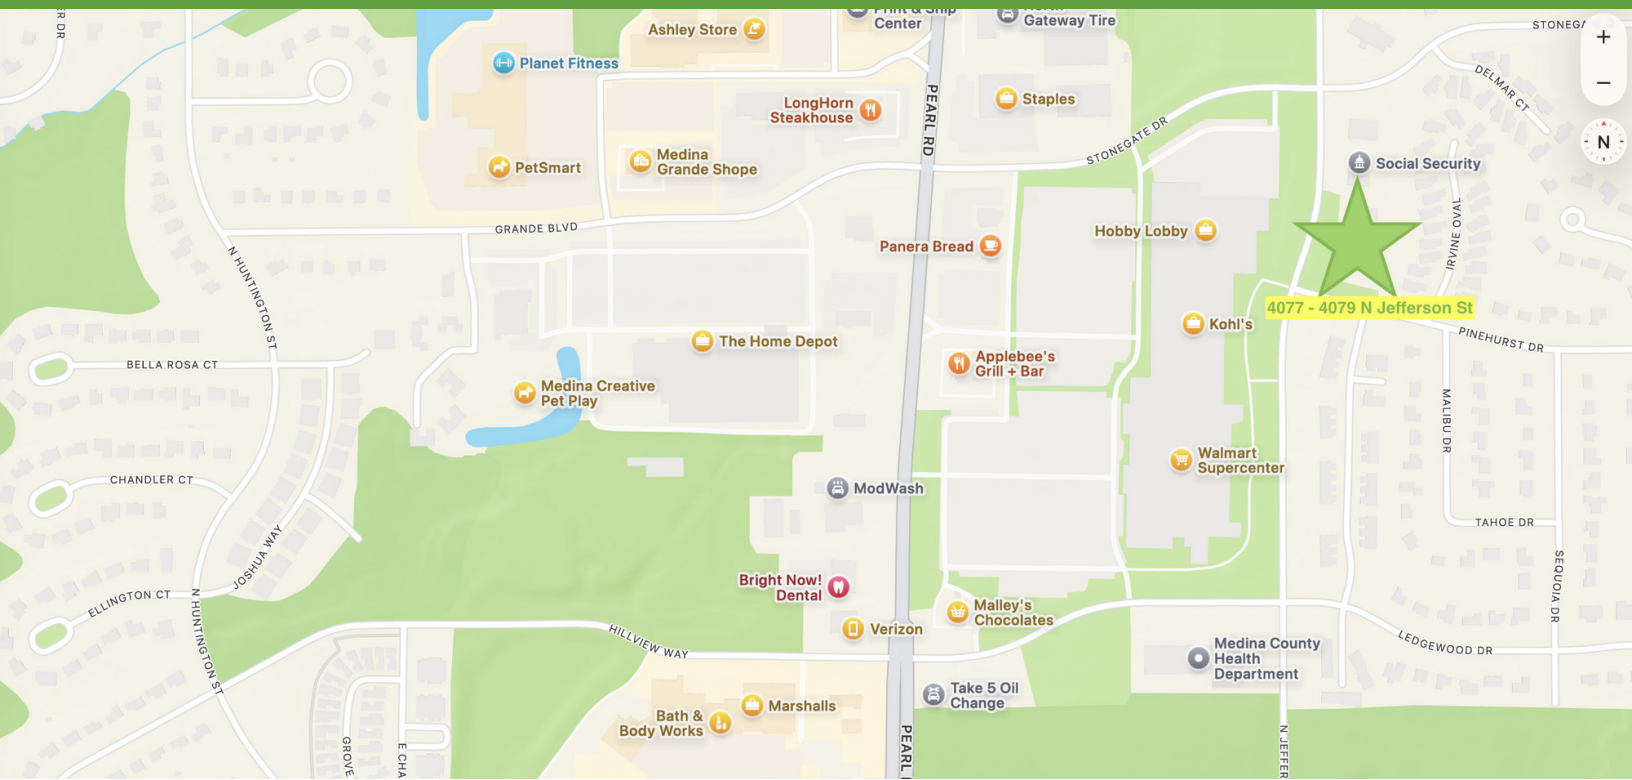 DR
Ashley Store
Print & Ship
Center
North
Gateway Tire
STONEGA
+
−
Planet Fitness
LongHorn
Steakhouse
PEARL RD
Staples
DELMAR CT
N
STONEGATE DR
PetSmart
Medina
Grande Shope
Social Security
GRANDE BLVD
Hobby Lobby
IRVINE OVAL
Panera Bread
N HUNTINGTON ST
4077 - 4079 N Jefferson St
Kohl's
PINEHURST DR
The Home Depot
BELLA ROSA CT
Applebee's
Grill + Bar
Medina Creative
Pet Play
MALIBU DR
Walmart
Supercenter
CHANDLER CT
ModWash
TAHOE DR
JOSHUA WAY
SEQUOIA DR
Bright Now!
Dental
ELLINGTON CT
N HUNTINGTON ST
Malley's
Chocolates
Verizon
HILLVIEW WAY
LEDGEWOOD DR
Medina County
Health
Department
Take 5 Oil
Change
Marshalls
Bath &
Body Works
GROVE
E CHA
PEARL R
N JEFFER